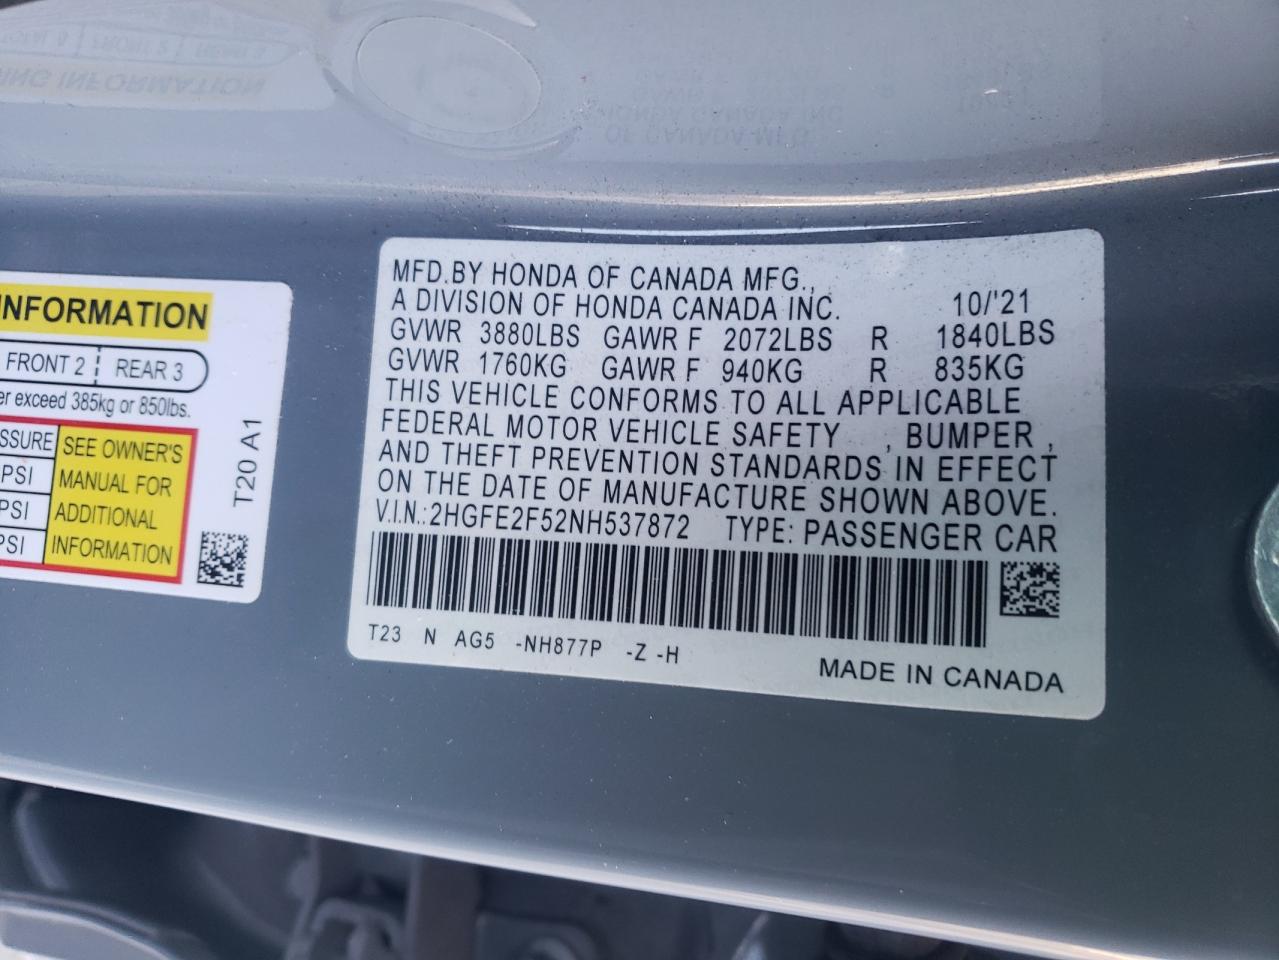 INFORMATION
FRONT 2 REAR 3
er exceed 385kg or 850lbs.
SSURE SEE OWNER'S
PSI MANUAL FOR
PSI ADDITIONAL
PSI INFORMATION
T20 A1
MFD.BY HONDA OF CANADA MFG.,
A DIVISION OF HONDA CANADA INC. 10/'21
GVWR 3880LBS GAWR F 2072LBS R 1840LBS
GVWR 1760KG GAWR F 940KG R 835KG
THIS VEHICLE CONFORMS TO ALL APPLICABLE
FEDERAL MOTOR VEHICLE SAFETY , BUMPER ,
AND THEFT PREVENTION STANDARDS IN EFFECT
ON THE DATE OF MANUFACTURE SHOWN ABOVE.
V.I.N.:2HGFE2F52NH537872 TYPE: PASSENGER CAR
T23 N AG5 -NH877P -Z -H
MADE IN CANADA